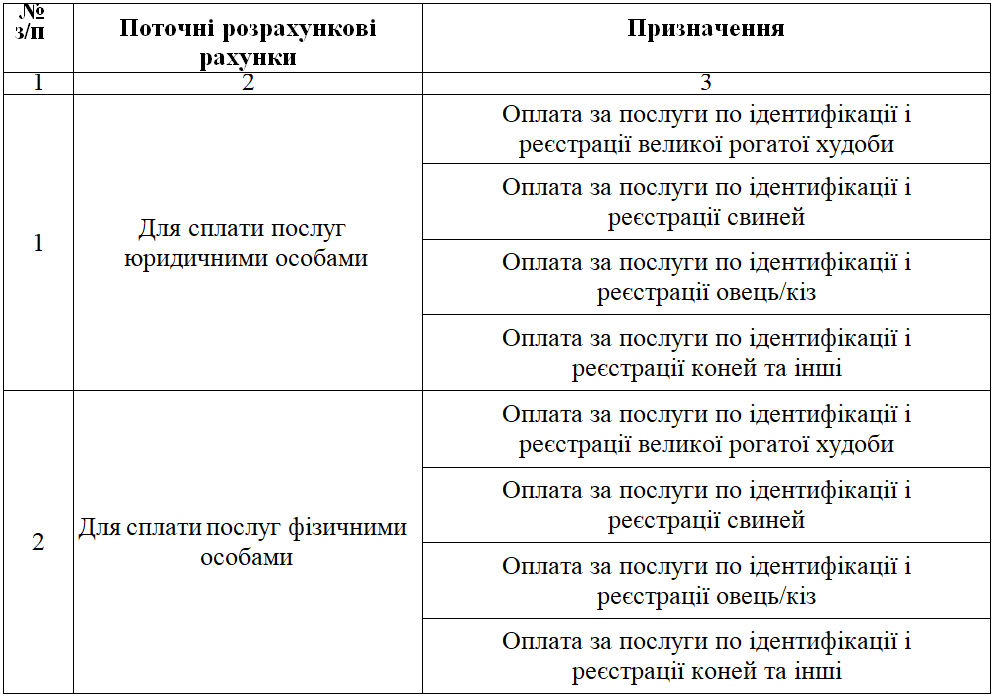 №
з/п
Поточні розрахункові
рахунки
Призначення
1
2
3
1
Для сплати послуг
юридичними особами
Оплата за послуги по ідентифікації і
реєстрації великої рогатої худоби
Оплата за послуги по ідентифікації і
реєстрації свиней
Оплата за послуги по ідентифікації і
реєстрації овець/кіз
Оплата за послуги по ідентифікації і
реєстрації коней та інші
2
Для сплати послуг фізичними
особами
Оплата за послуги по ідентифікації і
реєстрації великої рогатої худоби
Оплата за послуги по ідентифікації і
реєстрації свиней
Оплата за послуги по ідентифікації і
реєстрації овець/кіз
Оплата за послуги по ідентифікації і
реєстрації коней та інші